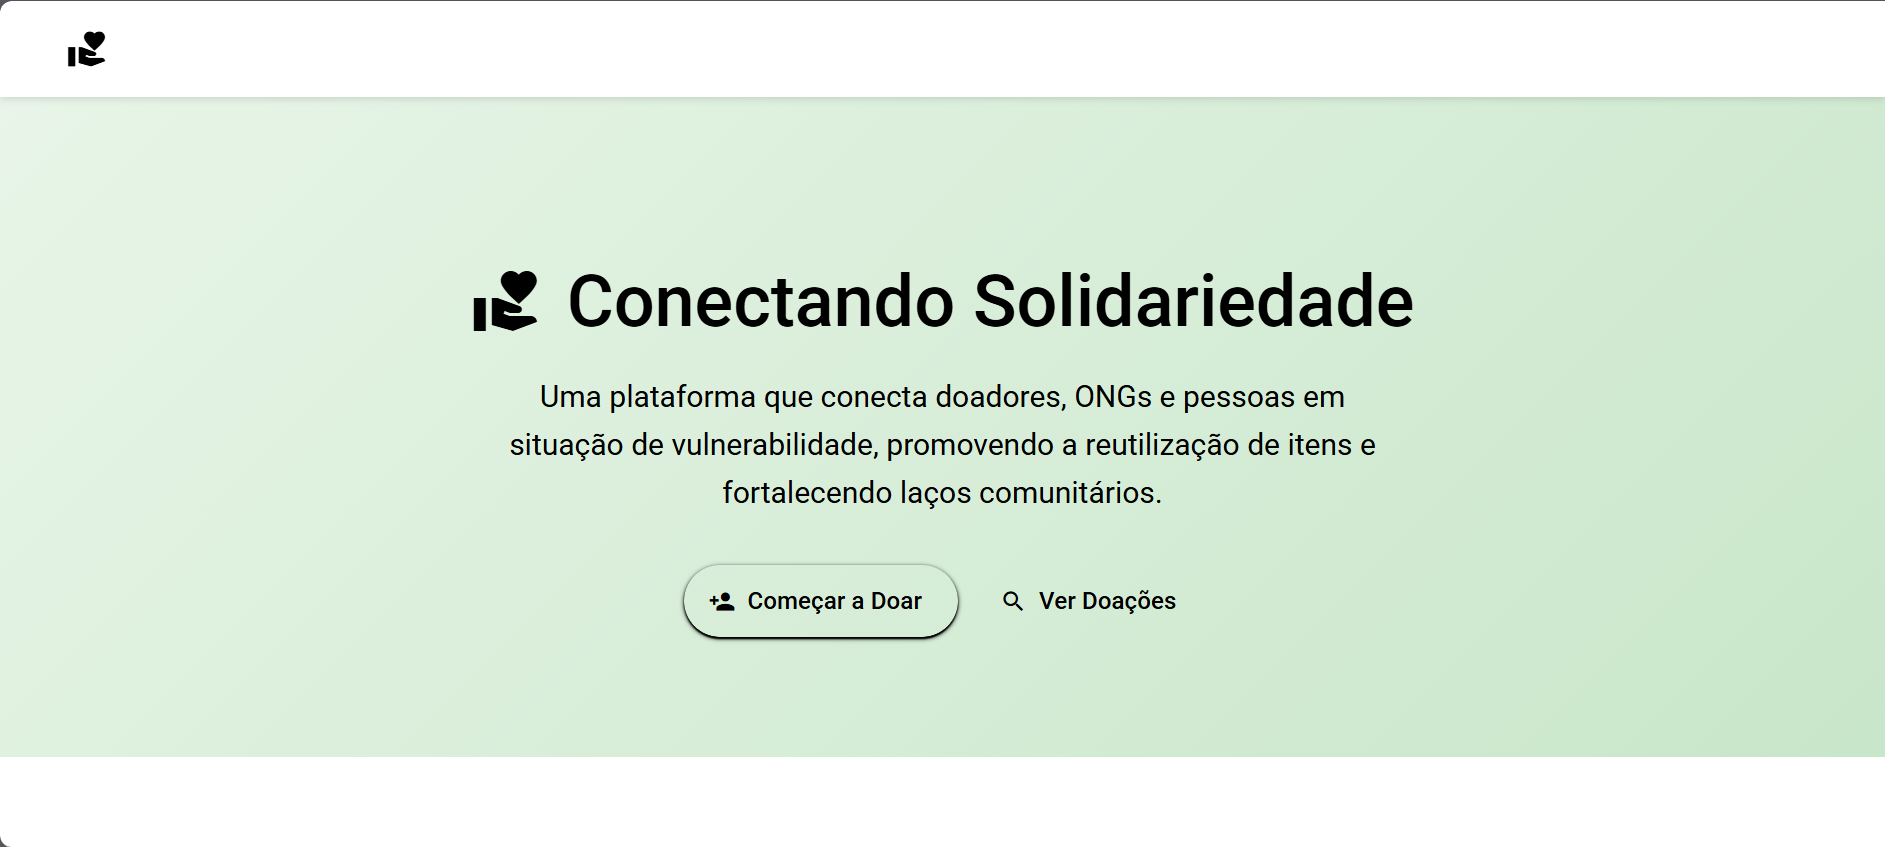 Conectando Solidariedade
Uma plataforma que conecta doadores, ONGs e pessoas em
situação de vulnerabilidade, promovendo a reutilização de itens e
fortalecendo laços comunitários.
Começar a Doar
Ver Doações